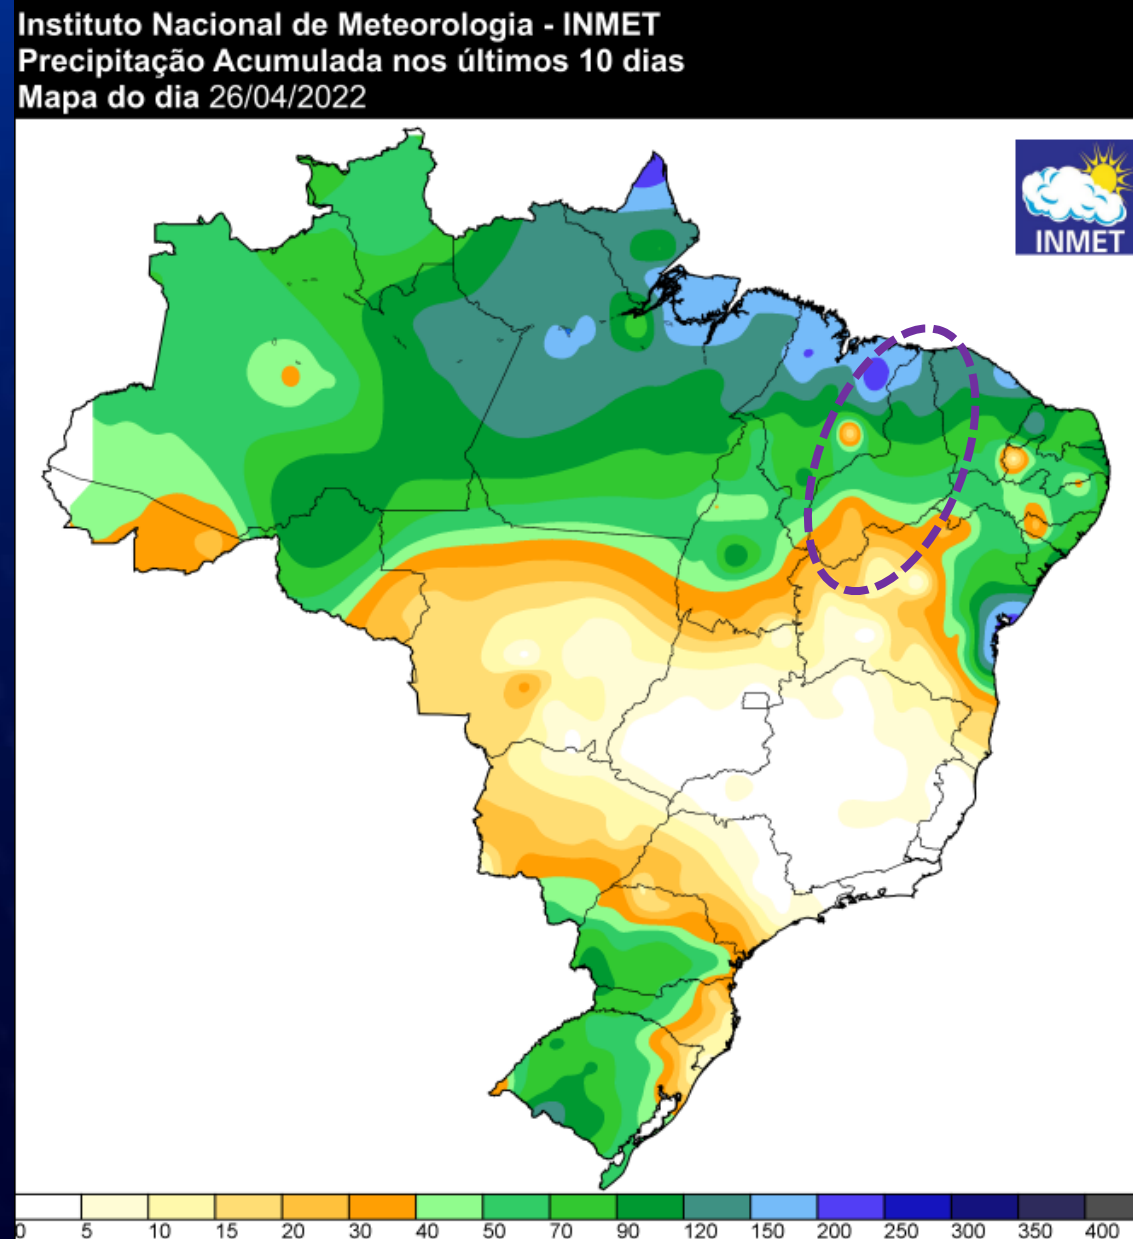 Instituto Nacional de Meteorologia - INMET
Precipitação Acumulada nos últimos 10 dias
Mapa do dia 26/04/2022
INMET
0 5 10 15 20 30 40 50 70 90 120 150 200 250 300 350 400